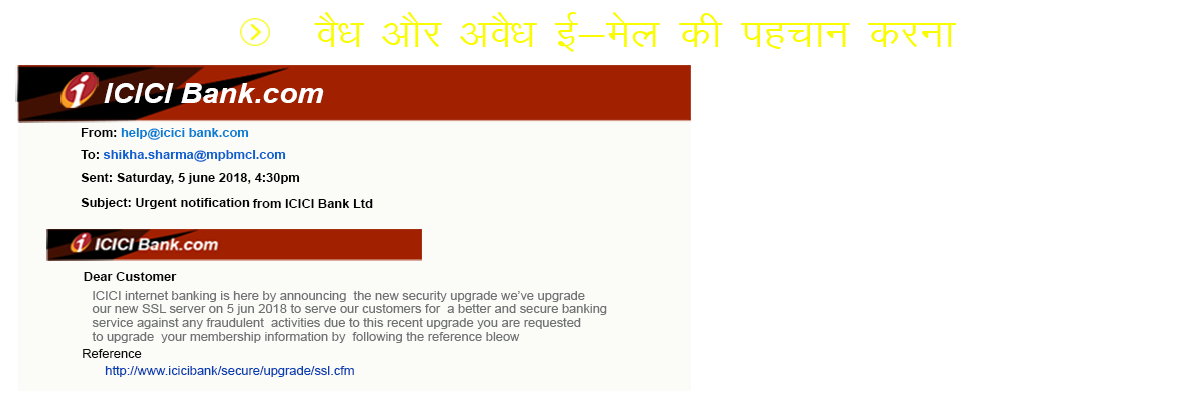 वैध और अवैध ई–मेल की पहचान करना
ICICI Bank.com
From: help@icici bank.com
To: shikha.sharma@mpbmcl.com
Sent: Saturday, 5 june 2018, 4:30pm
Subject: Urgent notification from ICICI Bank Ltd
ICICI Bank.com
Dear Customer
ICICI internet banking is here by announcing the new security upgrade we've upgrade
our new SSL server on 5 jun 2018 to serve our customers for a better and secure banking
service against any fraudulent activities due to this recent upgrade you are requested
to upgrade your membership information by following the reference bleow
Reference
http://www.icicibank/secure/upgrade/ssl.cfm